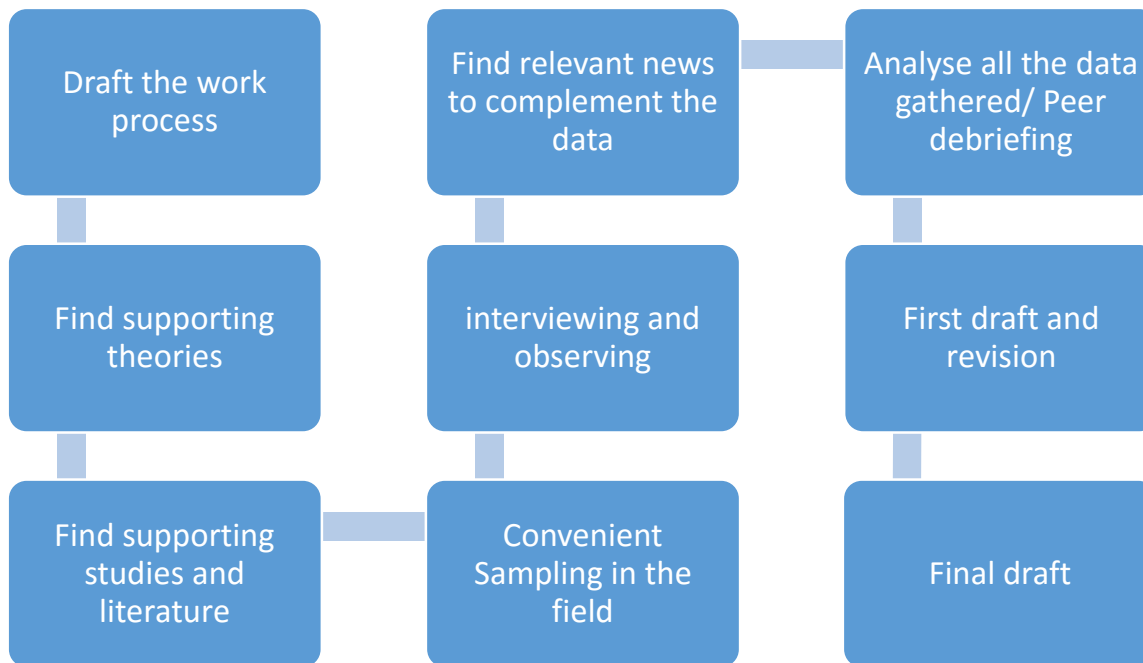 Draft the work
process
Find supporting
theories
Find supporting
studies and
literature
Convenient
Sampling in the
field
interviewing and
observing
Find relevant news
to complement the
data
Analyse all the data
gathered/ Peer
debriefing
First draft and
revision
Final draft